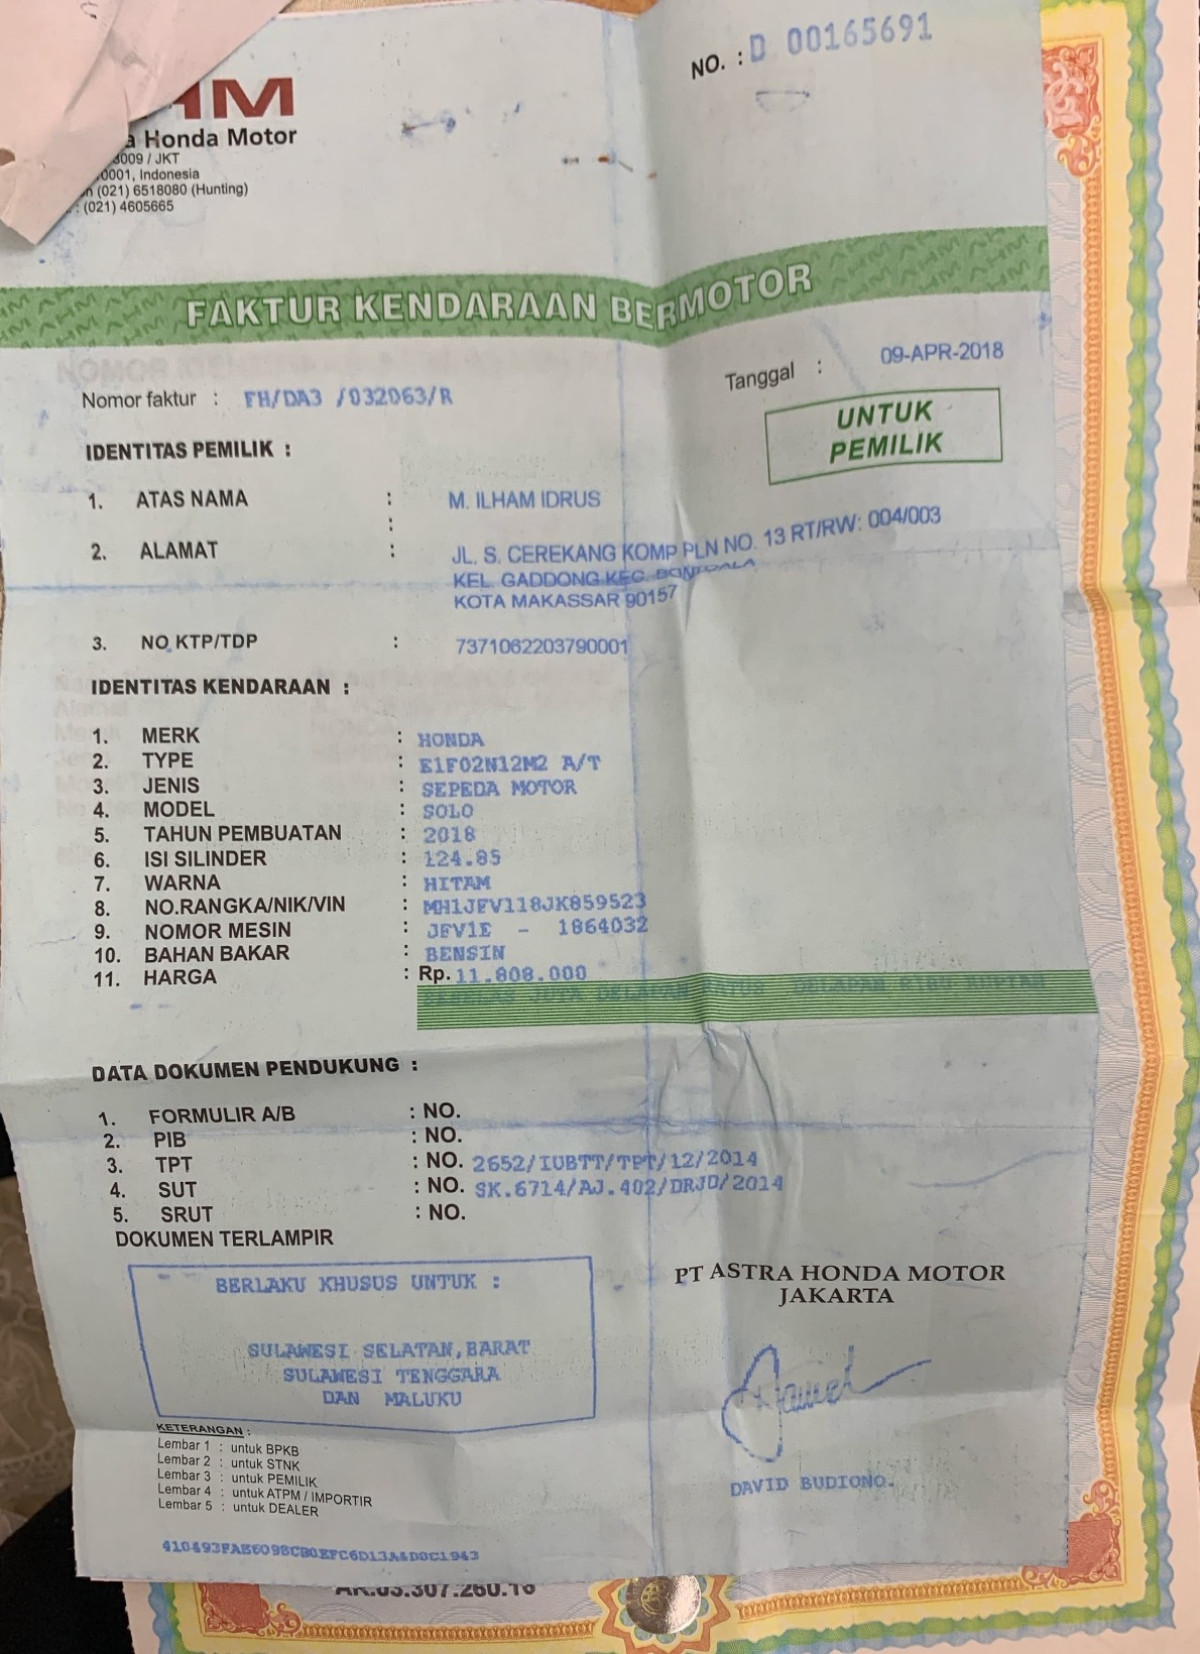 HM
a Honda Motor
3009 / JKT
0001, Indonesia
(021) 6518080 (Hunting)
: (021) 4605665
NO. : D 00165691
FAKTUR KENDARAAN BERMOTOR
Tanggal : 09-APR-2018
Nomor faktur : FH/DA3 /032063/R
UNTUK
PEMILIK
IDENTITAS PEMILIK :
1. ATAS NAMA : M. ILHAM IDRUS
:
2. ALAMAT : JL. S. CEREKANG KOMP PLN NO. 13 RT/RW: 004/003
KEL. GADDONG KEC. BONTOALA
KOTA MAKASSAR 90157
3. NO KTP/TDP : 7371062203790001
IDENTITAS KENDARAAN :
1. MERK : HONDA
2. TYPE : E1F02N12M2 A/T
3. JENIS : SEPEDA MOTOR
4. MODEL : SOLO
5. TAHUN PEMBUATAN : 2018
6. ISI SILINDER : 124.85
7. WARNA : HITAM
8. NO.RANGKA/NIK/VIN : MH1JFV118JK859523
9. NOMOR MESIN : JFV1E - 1864032
10. BAHAN BAKAR : BENSIN
11. HARGA : Rp. 11.808.000
SEBELAS JUTA DELAPAN RATUS DELAPAN RIBU RUPIAH
DATA DOKUMEN PENDUKUNG :
1. FORMULIR A/B : NO.
2. PIB : NO.
3. TPT : NO. 2652/IUBTT/TPT/12/2014
4. SUT : NO. SK.6714/AJ.402/DRJD/2014
5. SRUT : NO.
DOKUMEN TERLAMPIR
BERLAKU KHUSUS UNTUK :
SULAWESI SELATAN,BARAT
SULAWESI TENGGARA
DAN MALUKU
PT ASTRA HONDA MOTOR
JAKARTA
DAVID BUDIONO.
KETERANGAN :
Lembar 1 : untuk BPKB
Lembar 2 : untuk STNK
Lembar 3 : untuk PEMILIK
Lembar 4 : untuk ATPM / IMPORTIR
Lembar 5 : untuk DEALER